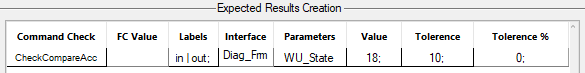 Expected Results Creation
Command Check FC Value Labels Interface Parameters Value Tolerence Tolerence %
CheckCompareAcc in | out; Diag_Frm WU_State 18; 10; 0;